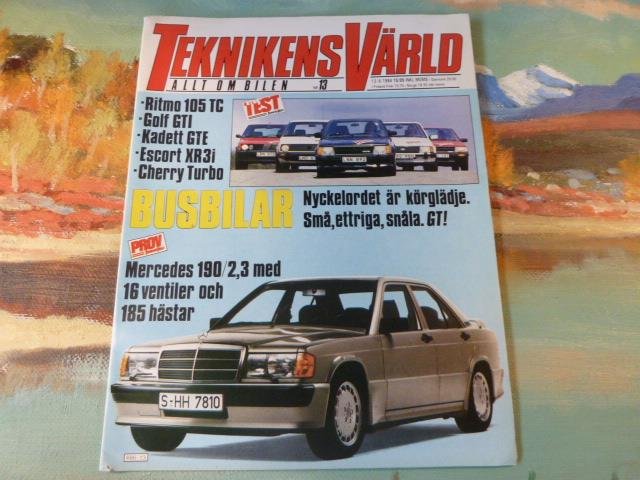 TEKNIKENS VÄRLD
ALLT OM BILEN
NR 13
·Ritmo 105 TC
·Golf GTI
·Kadett GTE
·Escort XR3i
·Cherry Turbo
TEST
BUSBILAR
Nyckelordet är körglädje.
Små, ettriga, snåla. GT!
PROV
Mercedes 190/2,3 med
16 ventiler och
185 hästar
S-HH 7810